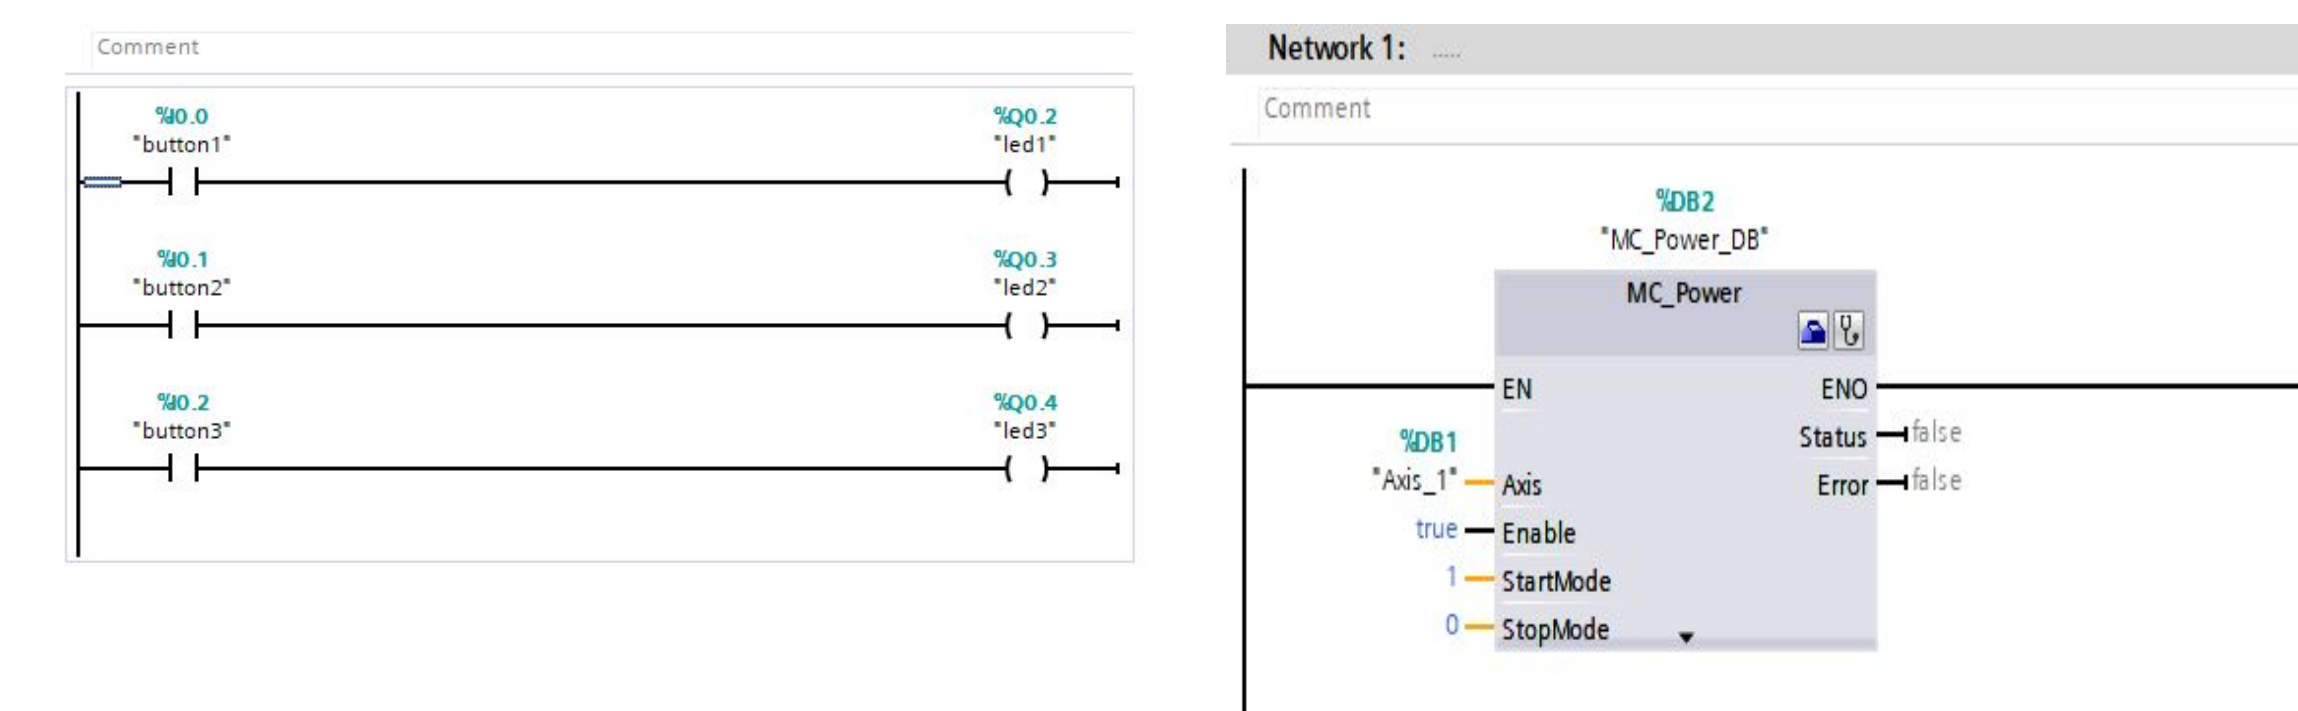 Comment
%I0.0
"button1"
%Q0.2
"led1"
%I0.1
"button2"
%Q0.3
"led2"
%I0.2
"button3"
%Q0.4
"led3"
Network 1: .....
Comment
%DB2
"MC_Power_DB"
MC_Power
EN
ENO
%DB1
"Axis_1"
Axis
true
Enable
1
StartMode
0
StopMode
Status
false
Error
false